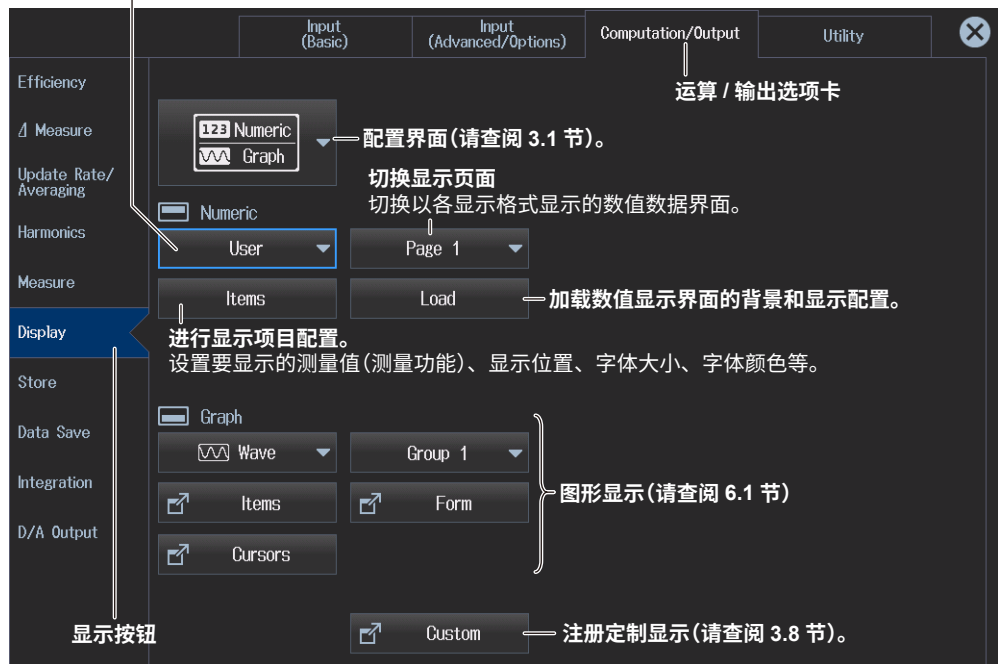 Input
(Basic)
Input
(Advanced/Options)
Computation/Output
Utility
运算 / 输出选项卡
Efficiency
⊿ Measure
Update Rate/
Averaging
Harmonics
Measure
Display
Store
Data Save
Integration
D/A Output
显示按钮
123 Numeric
Graph
配置界面（请查阅 3.1 节）。
切换显示页面
切换以各显示格式显示的数值数据界面。
Numeric
User
Page 1
Items
Load
加载数值显示界面的背景和显示配置。
进行显示项目配置。
设置要显示的测量值（测量功能）、显示位置、字体大小、字体颜色等。
Graph
Wave
Group 1
Items
Form
图形显示（请查阅 6.1 节）
Cursors
Custom
注册定制显示（请查阅 3.8 节）。